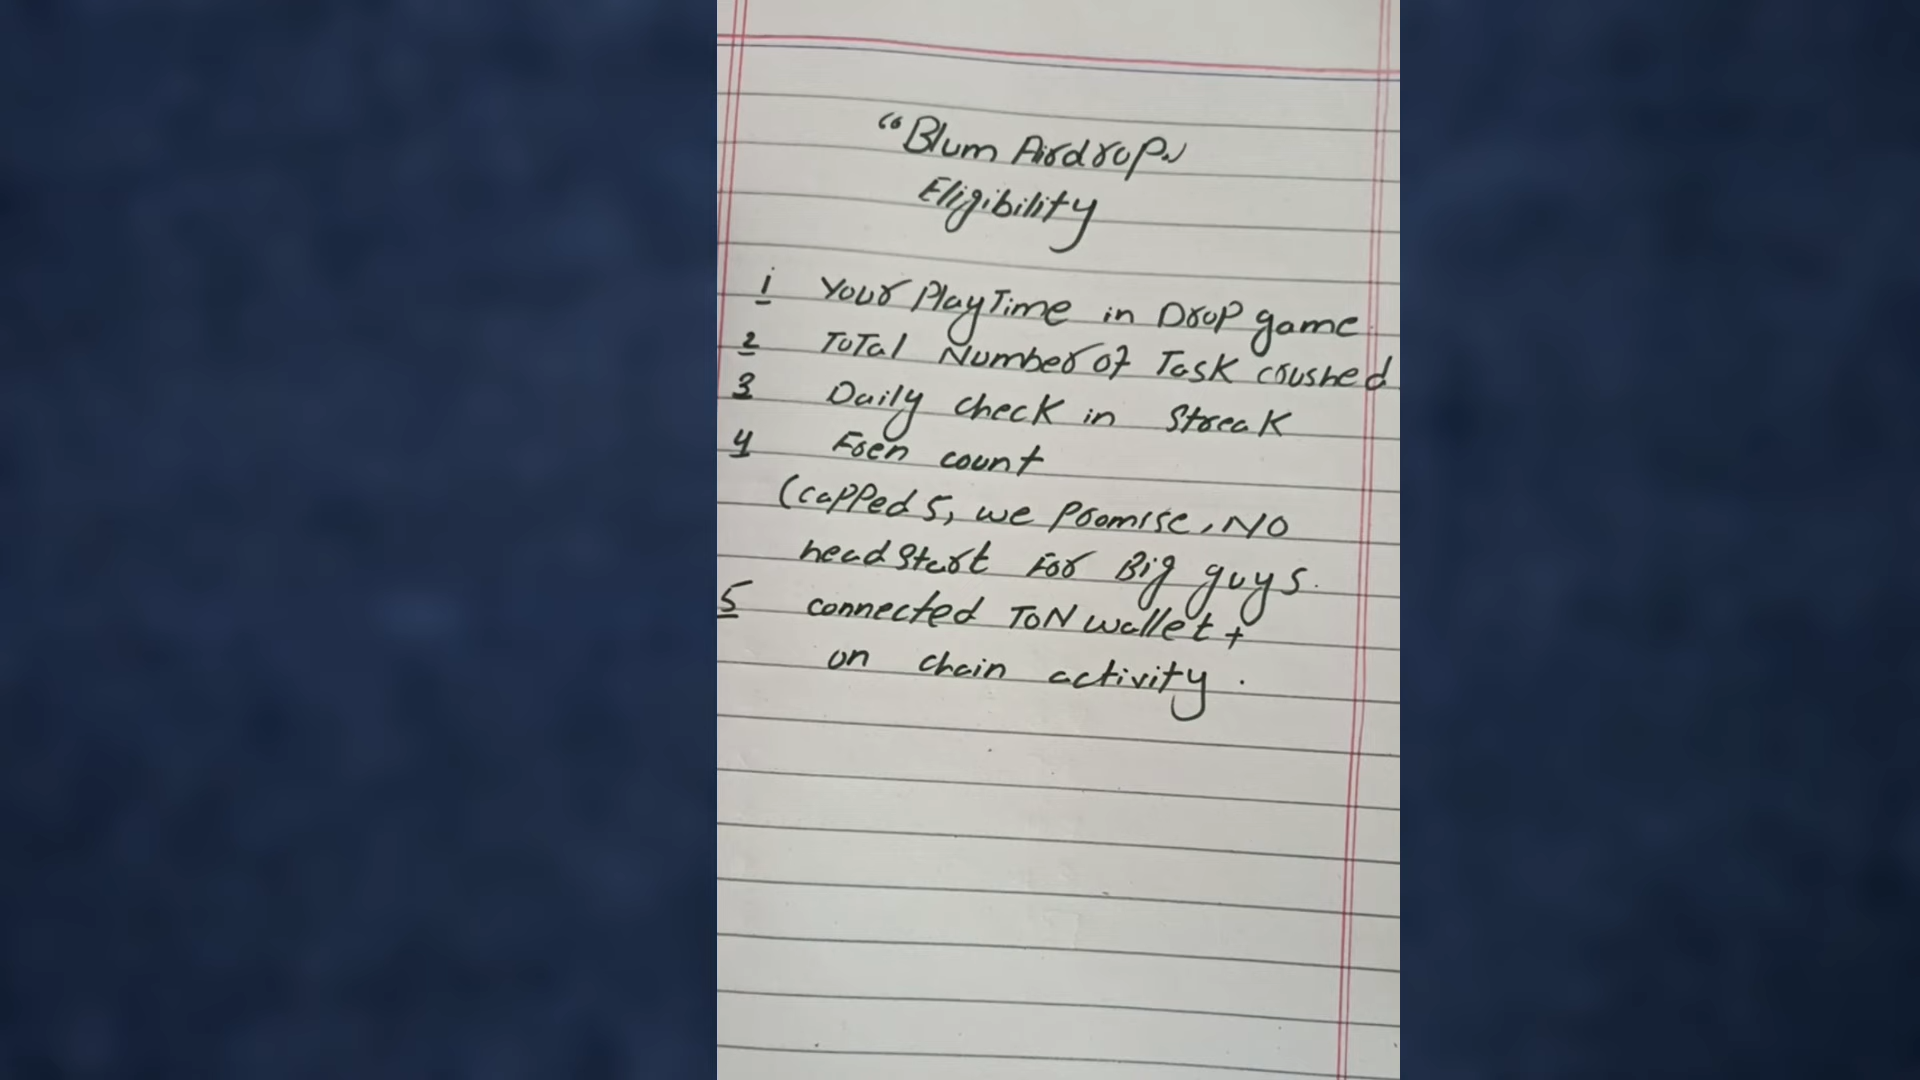 "Blum Airdrop"
Eligibility
1 Your PlayTime in Drop game
2 ToTal Number of Task crushed
3 Daily check in Streak
4 Fren count
(capped 5, we promise, NO
head start For Big guys.
5 connected ToN wallet +
on chain activity.